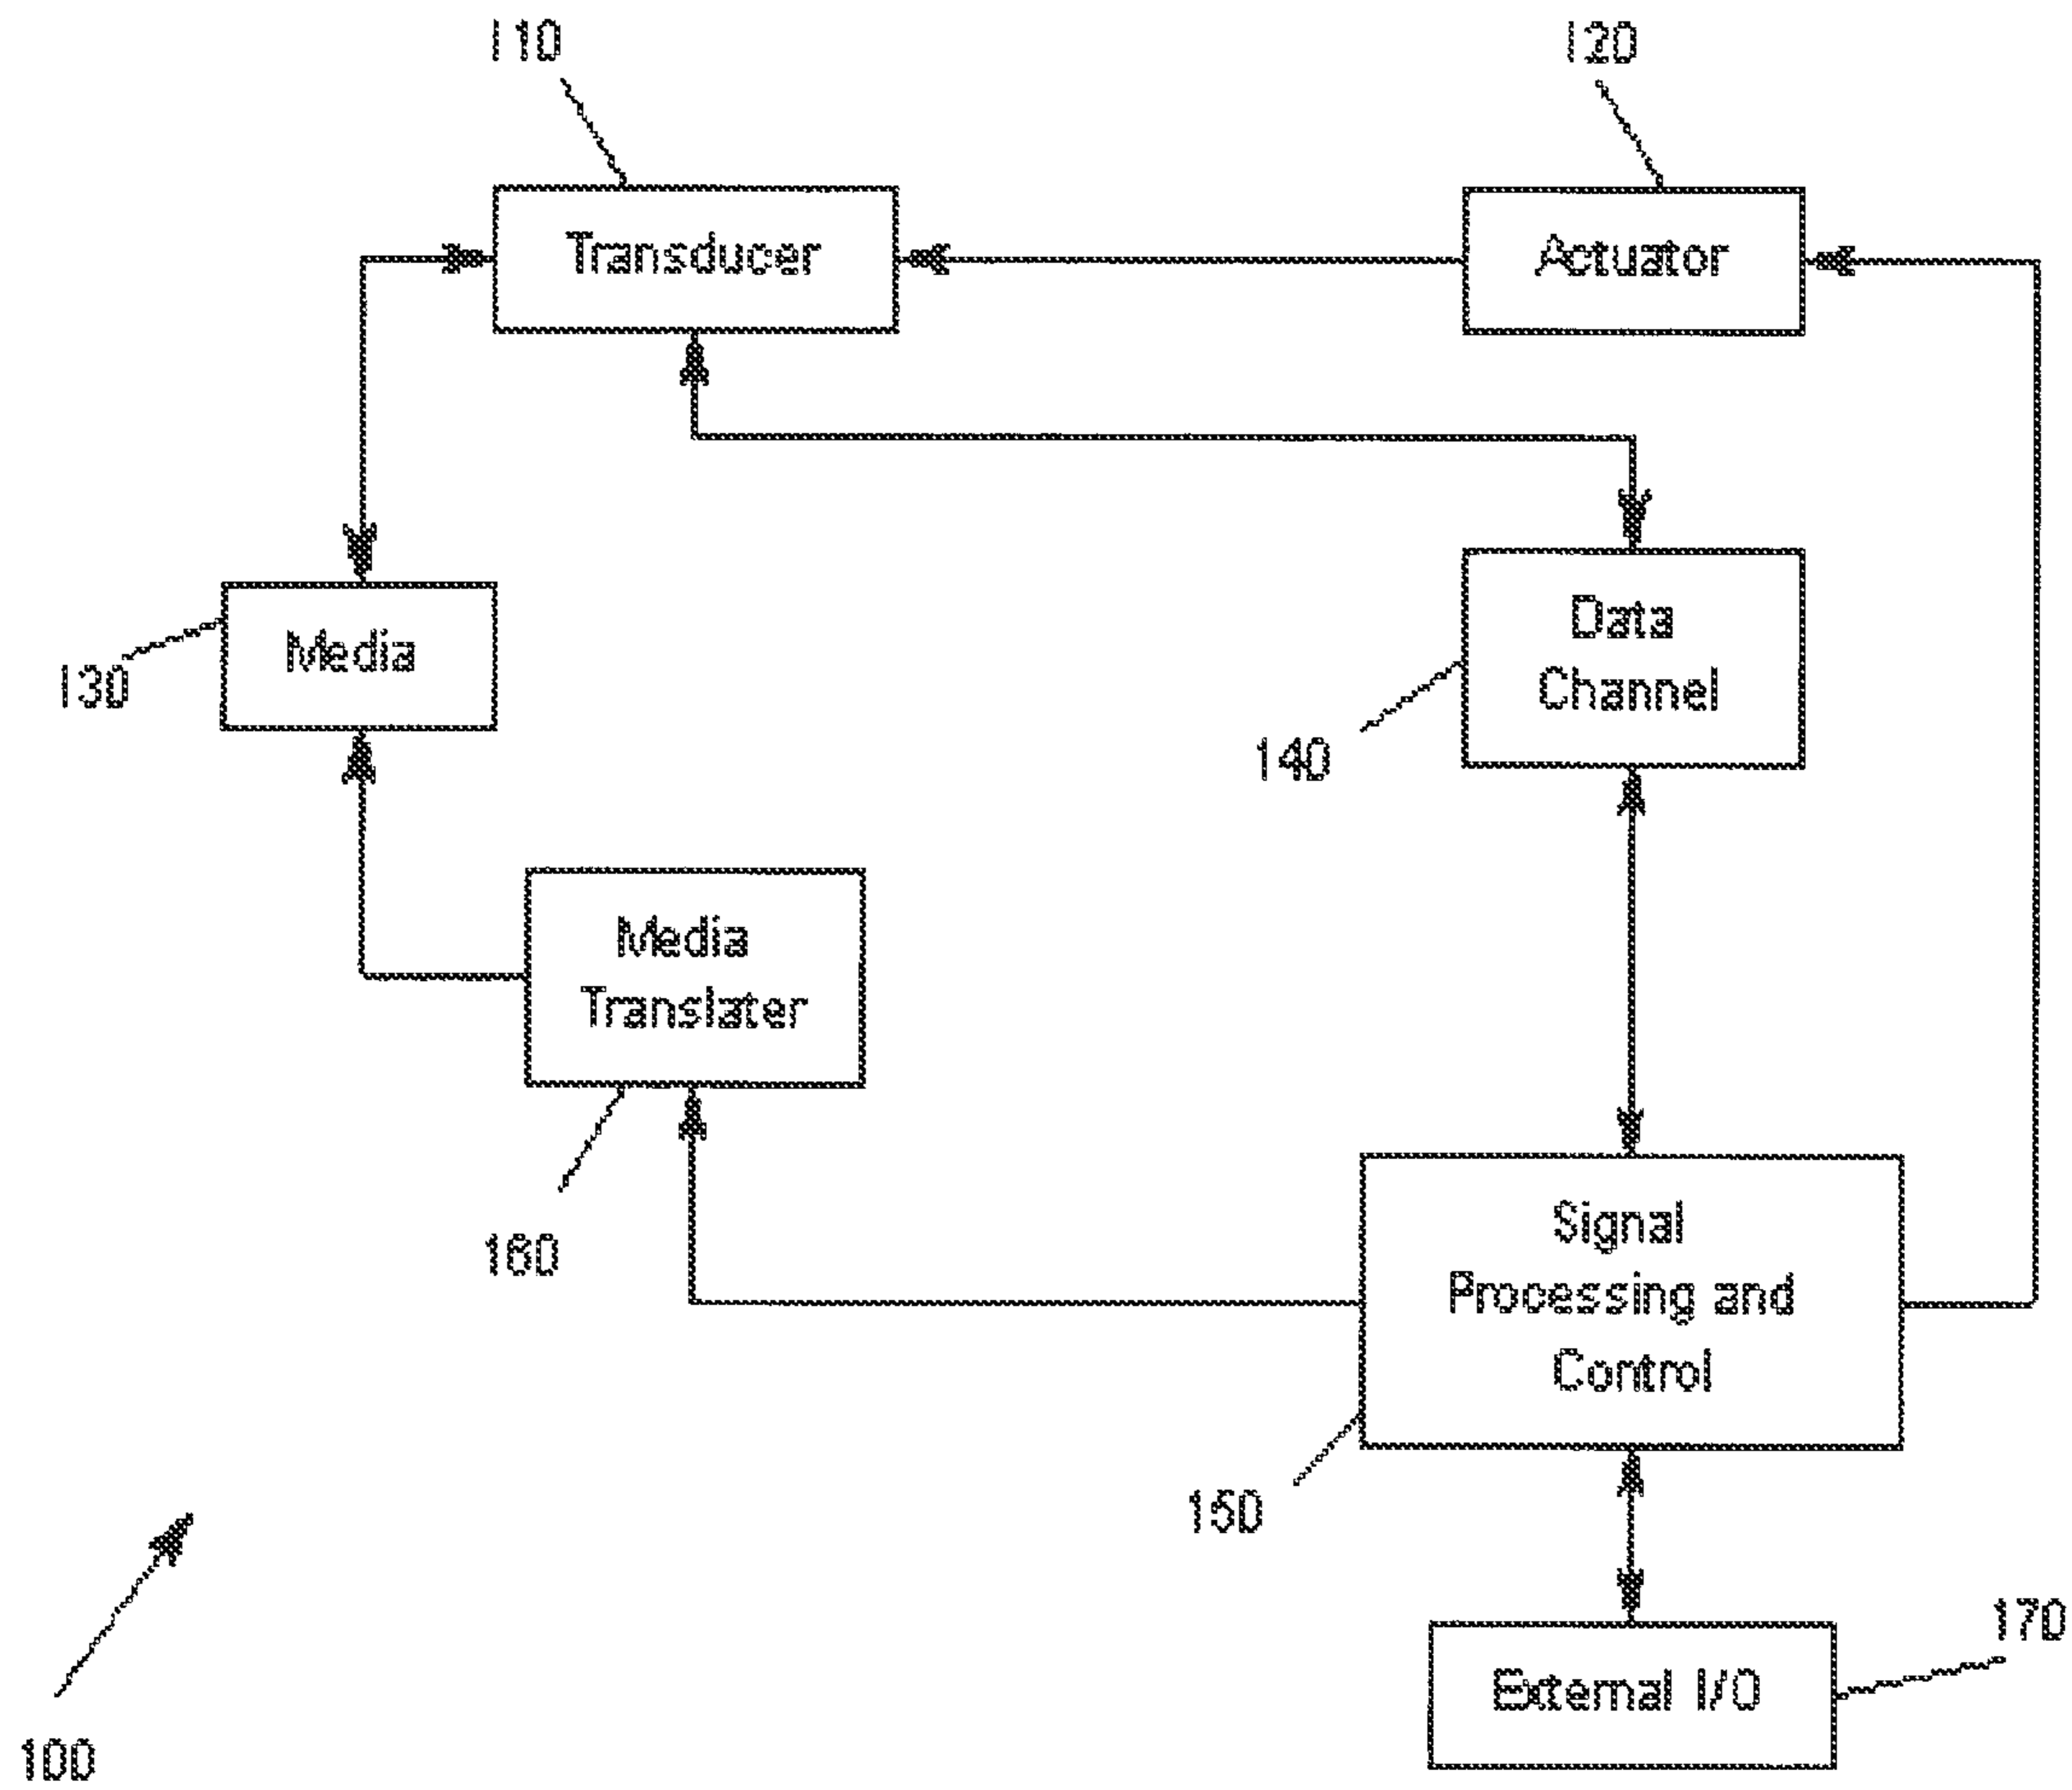 110
120
Transducer
Actuator
Media
130
Data
Channel
140
Media
Translater
160
Signal
Processing and
Control
150
External I/O
170
100